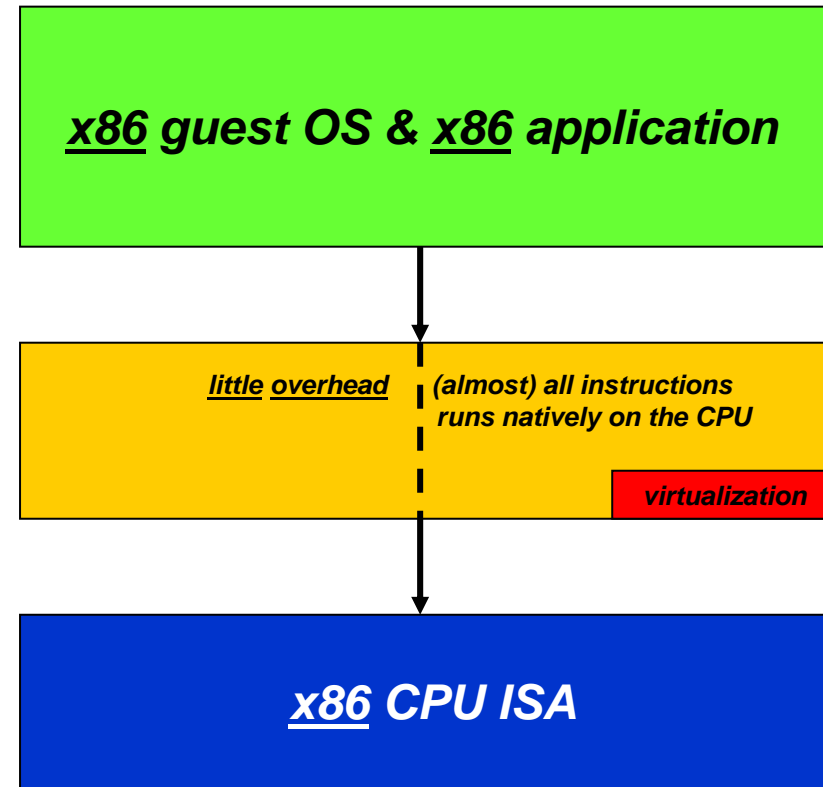 x86 guest OS & x86 application
little overhead
(almost) all instructions
runs natively on the CPU
virtualization
x86 CPU ISA